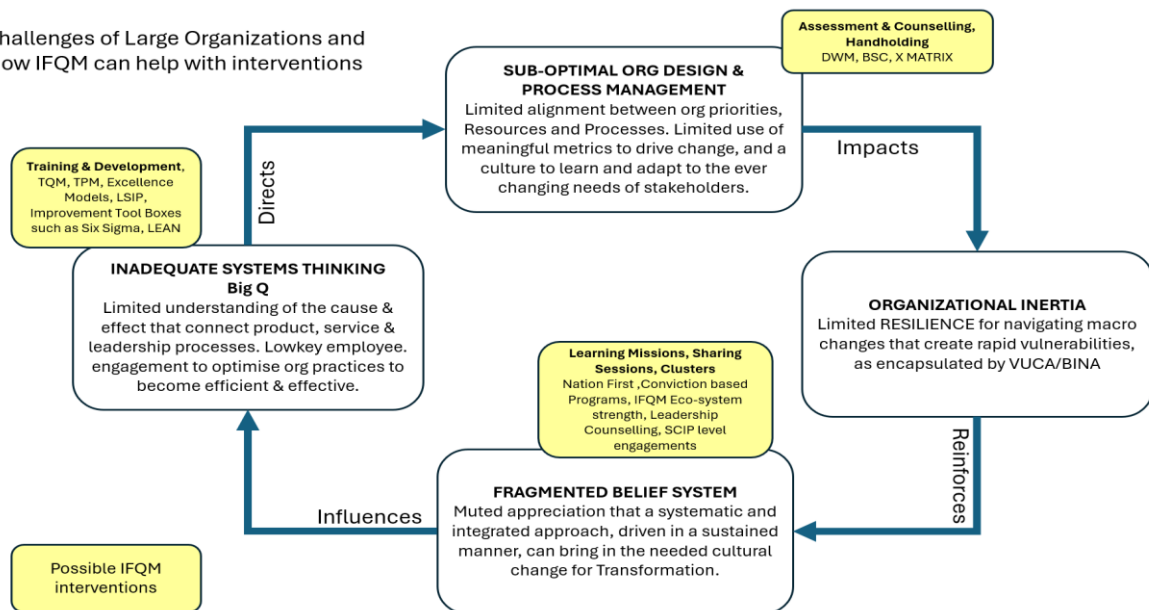 hallenges of Large Organizations and
ow IFQM can help with interventions
Assessment & Counselling,
Handholding
DWM, BSC, X MATRIX
SUB-OPTIMAL ORG DESIGN &
PROCESS MANAGEMENT
Limited alignment between org priorities,
Resources and Processes. Limited use of
meaningful metrics to drive change, and a
culture to learn and adapt to the ever
changing needs of stakeholders.
Impacts
Directs
Training & Development,
TQM, TPM, Excellence
Models, LSIP,
Improvement Tool Boxes
such as Six Sigma, LEAN
INADEQUATE SYSTEMS THINKING
Big Q
Limited understanding of the cause &
effect that connect product, service &
leadership processes. Lowkey employee.
engagement to optimise org practices to
become efficient & effective.
ORGANIZATIONAL INERTIA
Limited RESILIENCE for navigating macro
changes that create rapid vulnerabilities,
as encapsulated by VUCA/BINA
Learning Missions, Sharing
Sessions, Clusters
Nation First ,Conviction based
Programs, IFQM Eco-system
strength, Leadership
Counselling, SCIP level
engagements
Reinforces
FRAGMENTED BELIEF SYSTEM
Muted appreciation that a systematic and
integrated approach, driven in a sustained
manner, can bring in the needed cultural
change for Transformation.
Influences
Possible IFQM
interventions